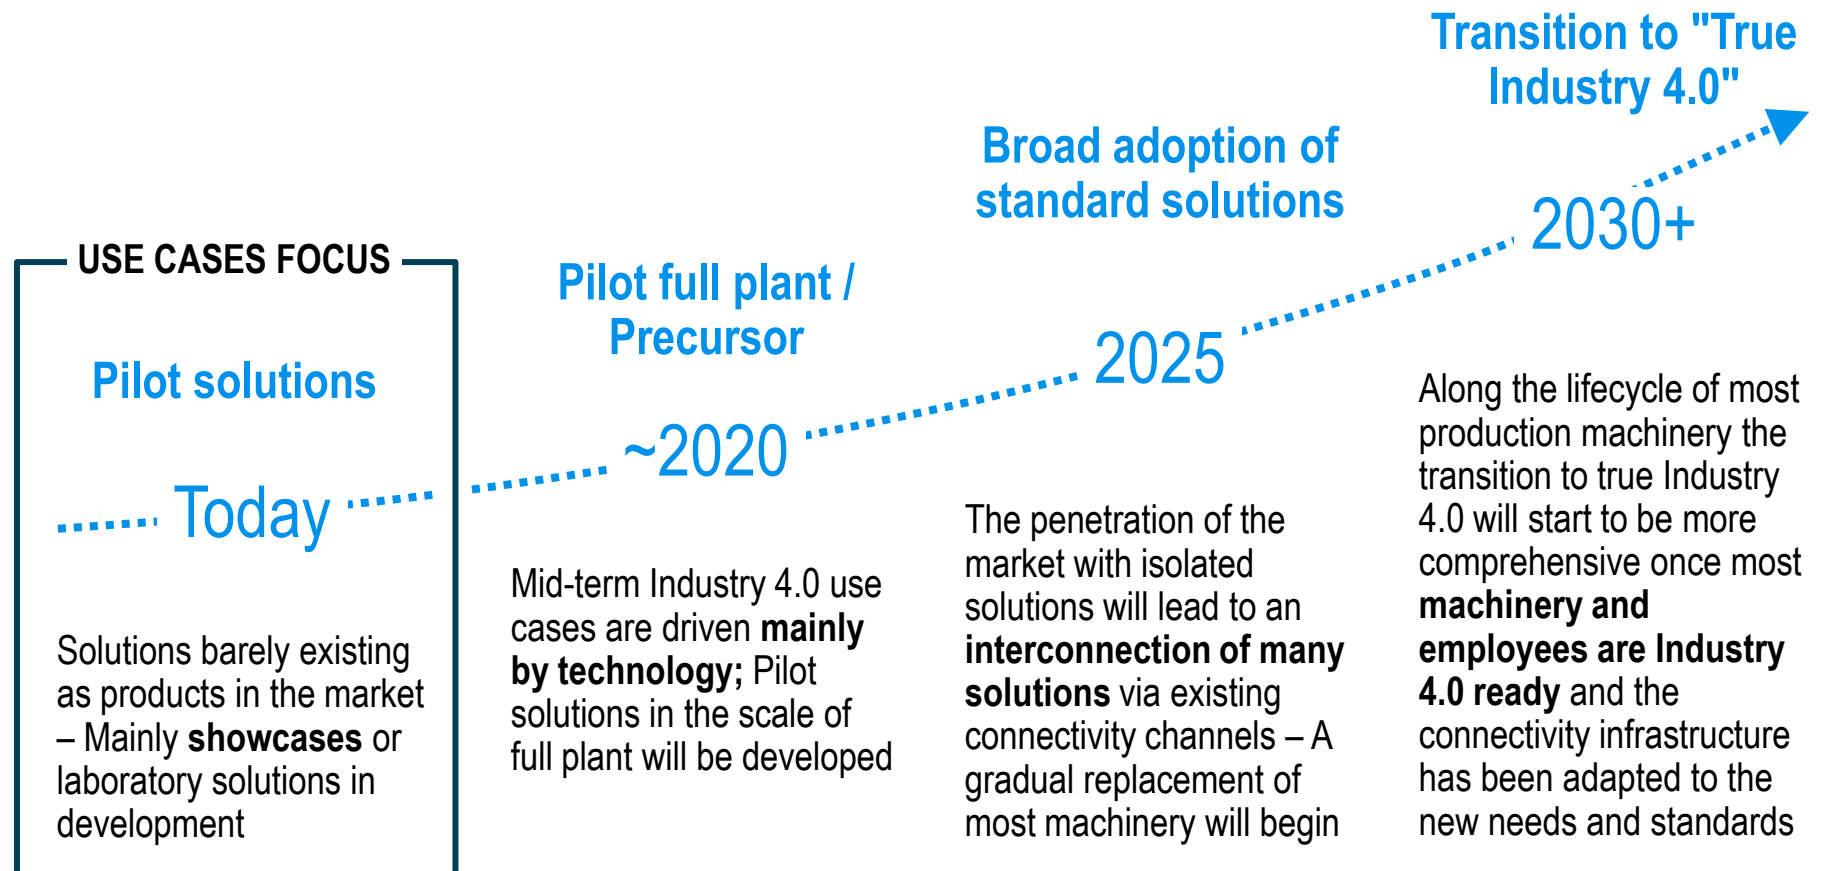 USE CASES FOCUS
Pilot solutions
Today
Solutions barely existing
as products in the market
– Mainly showcases or
laboratory solutions in
development
Pilot full plant /
Precursor
~2020
Mid-term Industry 4.0 use
cases are driven mainly
by technology; Pilot
solutions in the scale of
full plant will be developed
Broad adoption of
standard solutions
2025
The penetration of the
market with isolated
solutions will lead to an
interconnection of many
solutions via existing
connectivity channels – A
gradual replacement of
most machinery will begin
Transition to "True
Industry 4.0"
2030+
Along the lifecycle of most
production machinery the
transition to true Industry
4.0 will start to be more
comprehensive once most
machinery and
employees are Industry
4.0 ready and the
connectivity infrastructure
has been adapted to the
new needs and standards